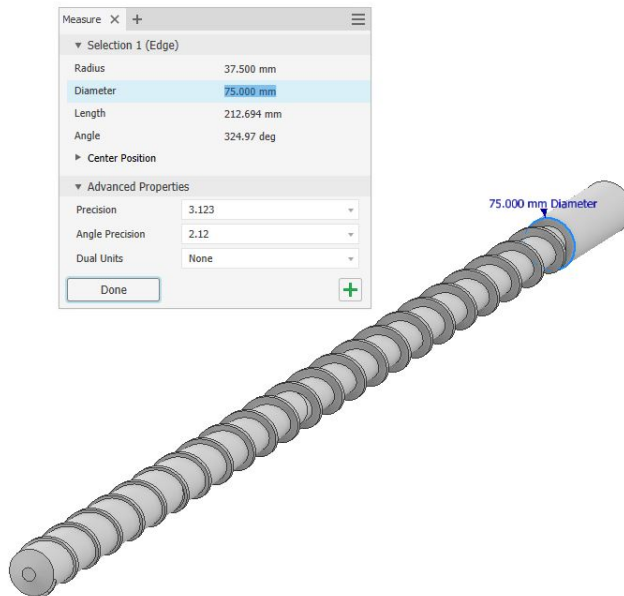 Measure
Selection 1 (Edge)
Radius 37.500 mm
Diameter 75.000 mm
Length 212.694 mm
Angle 324.97 deg
Center Position
Advanced Properties
Precision 3.123
Angle Precision 2.12
Dual Units None
Done
75.000 mm Diameter